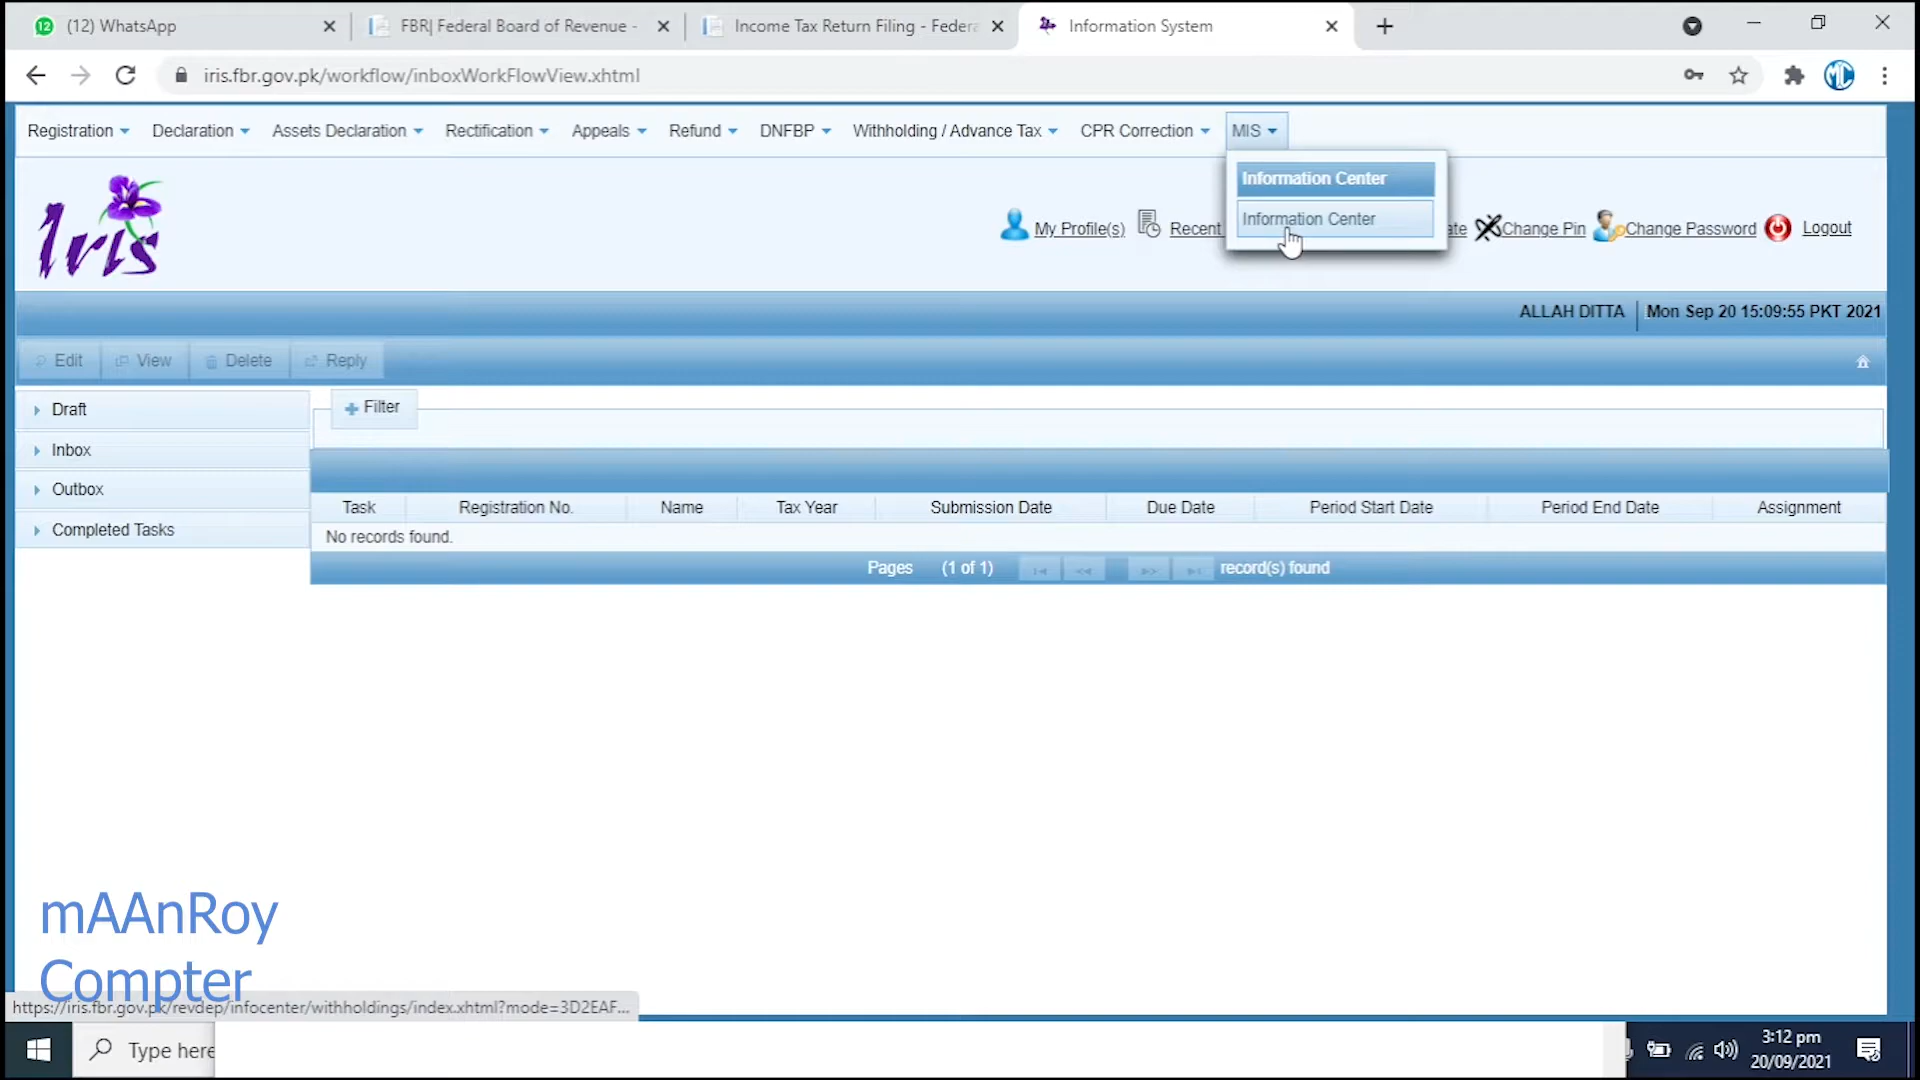 (12) WhatsApp
FBR| Federal Board of Revenue -
Income Tax Return Filing - Federa
Information System
iris.fbr.gov.pk/workflow/inboxWorkFlowView.xhtml
Registration
Declaration
Assets Declaration
Rectification
Appeals
Refund
DNFBP
Withholding / Advance Tax
CPR Correction
MIS
Information Center
Information Center
Iris
My Profile(s)
Recent
Change Pin
Change Password
Logout
ALLAH DITTA
Mon Sep 20 15:09:55 PKT 2021
Edit
View
Delete
Reply
Draft
Inbox
Outbox
Completed Tasks
Filter
Task
Registration No.
Name
Tax Year
Submission Date
Due Date
Period Start Date
Period End Date
Assignment
No records found.
Pages (1 of 1)
record(s) found
mAAnRoy
Compter
https://iris.fbr.gov.pk/revdep/infocenter/withholdings/index.xhtml?mode=3D2EAF...
Type here
3:12 pm
20/09/2021